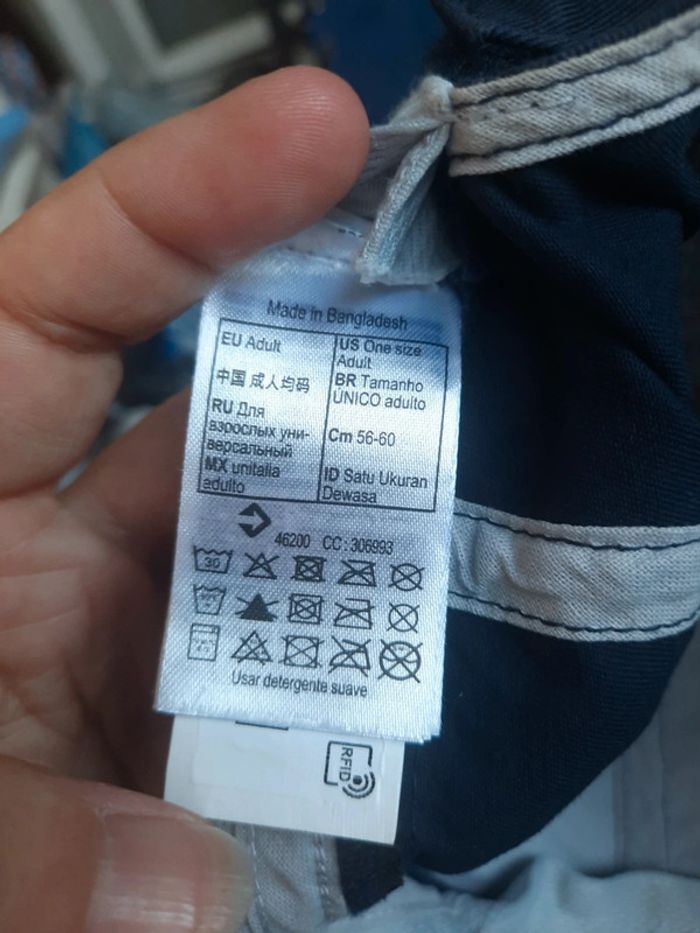 Made in Bangladesh
EU Adult
中国 成人均码
RU Для
взрослых уни-
версальный
MX unitalla
adulto
US One size
Adult
BR Tamanho
ÚNICO adulto
Cm 56-60
ID Satu Ukuran
Dewasa
46200 CC : 306993
30
Usar detergente suave
RFID